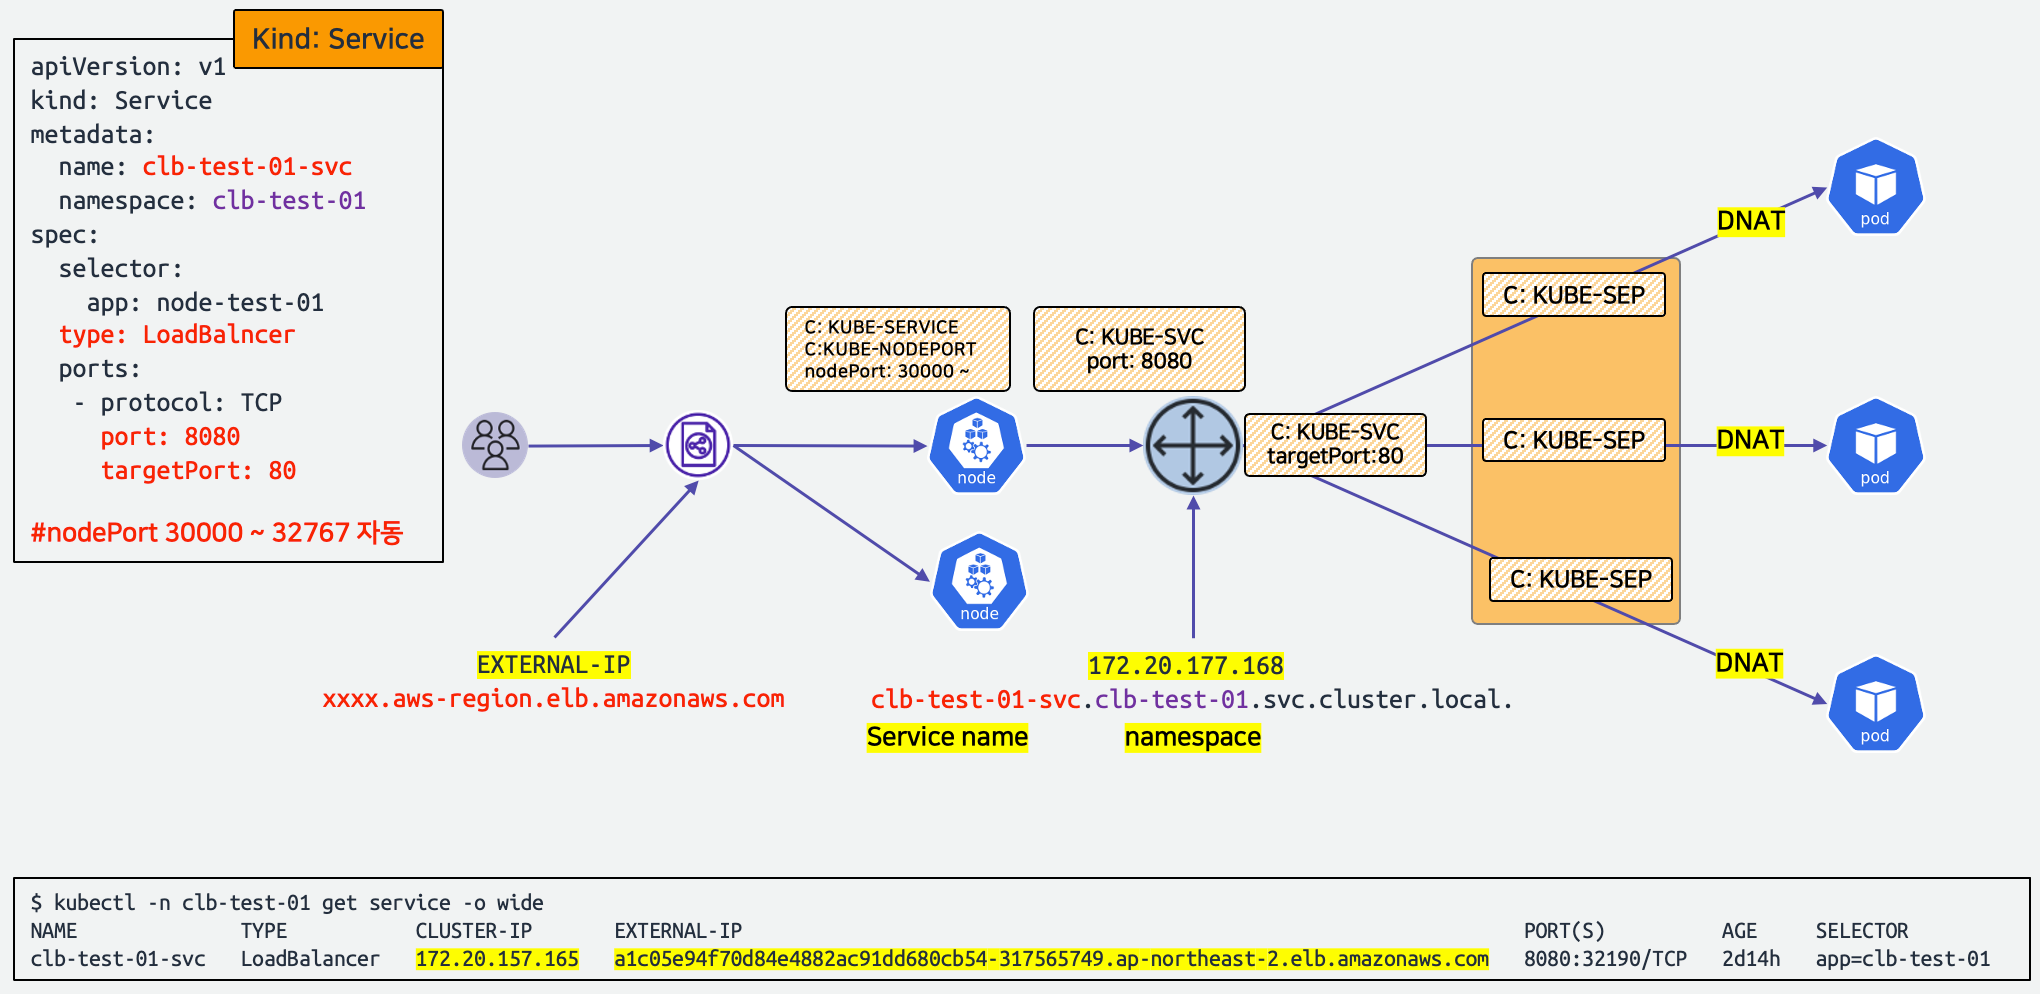 Kind: Service
apiVersion: v1
kind: Service
metadata:
  name: clb-test-01-svc
  namespace: clb-test-01
spec:
  selector:
    app: node-test-01
  type: LoadBalncer
  ports:
   - protocol: TCP
     port: 8080
     targetPort: 80
#nodePort 30000 ~ 32767 자동
C: KUBE-SERVICE
C:KUBE-NODEPORT
nodePort: 30000 ~
C: KUBE-SVC
port: 8080
node
node
C: KUBE-SVC
targetPort:80
C: KUBE-SEP
C: KUBE-SEP
C: KUBE-SEP
DNAT
DNAT
DNAT
pod
pod
pod
EXTERNAL-IP
xxxx.aws-region.elb.amazonaws.com
172.20.177.168
clb-test-01-svc.clb-test-01.svc.cluster.local.
Service name namespace
$ kubectl -n clb-test-01 get service -o wide
NAME TYPE CLUSTER-IP EXTERNAL-IP PORT(S) AGE SELECTOR
clb-test-01-svc LoadBalancer 172.20.157.165 a1c05e94f70d84e4882ac91dd680cb54-317565749.ap-northeast-2.elb.amazonaws.com 8080:32190/TCP 2d14h app=clb-test-01